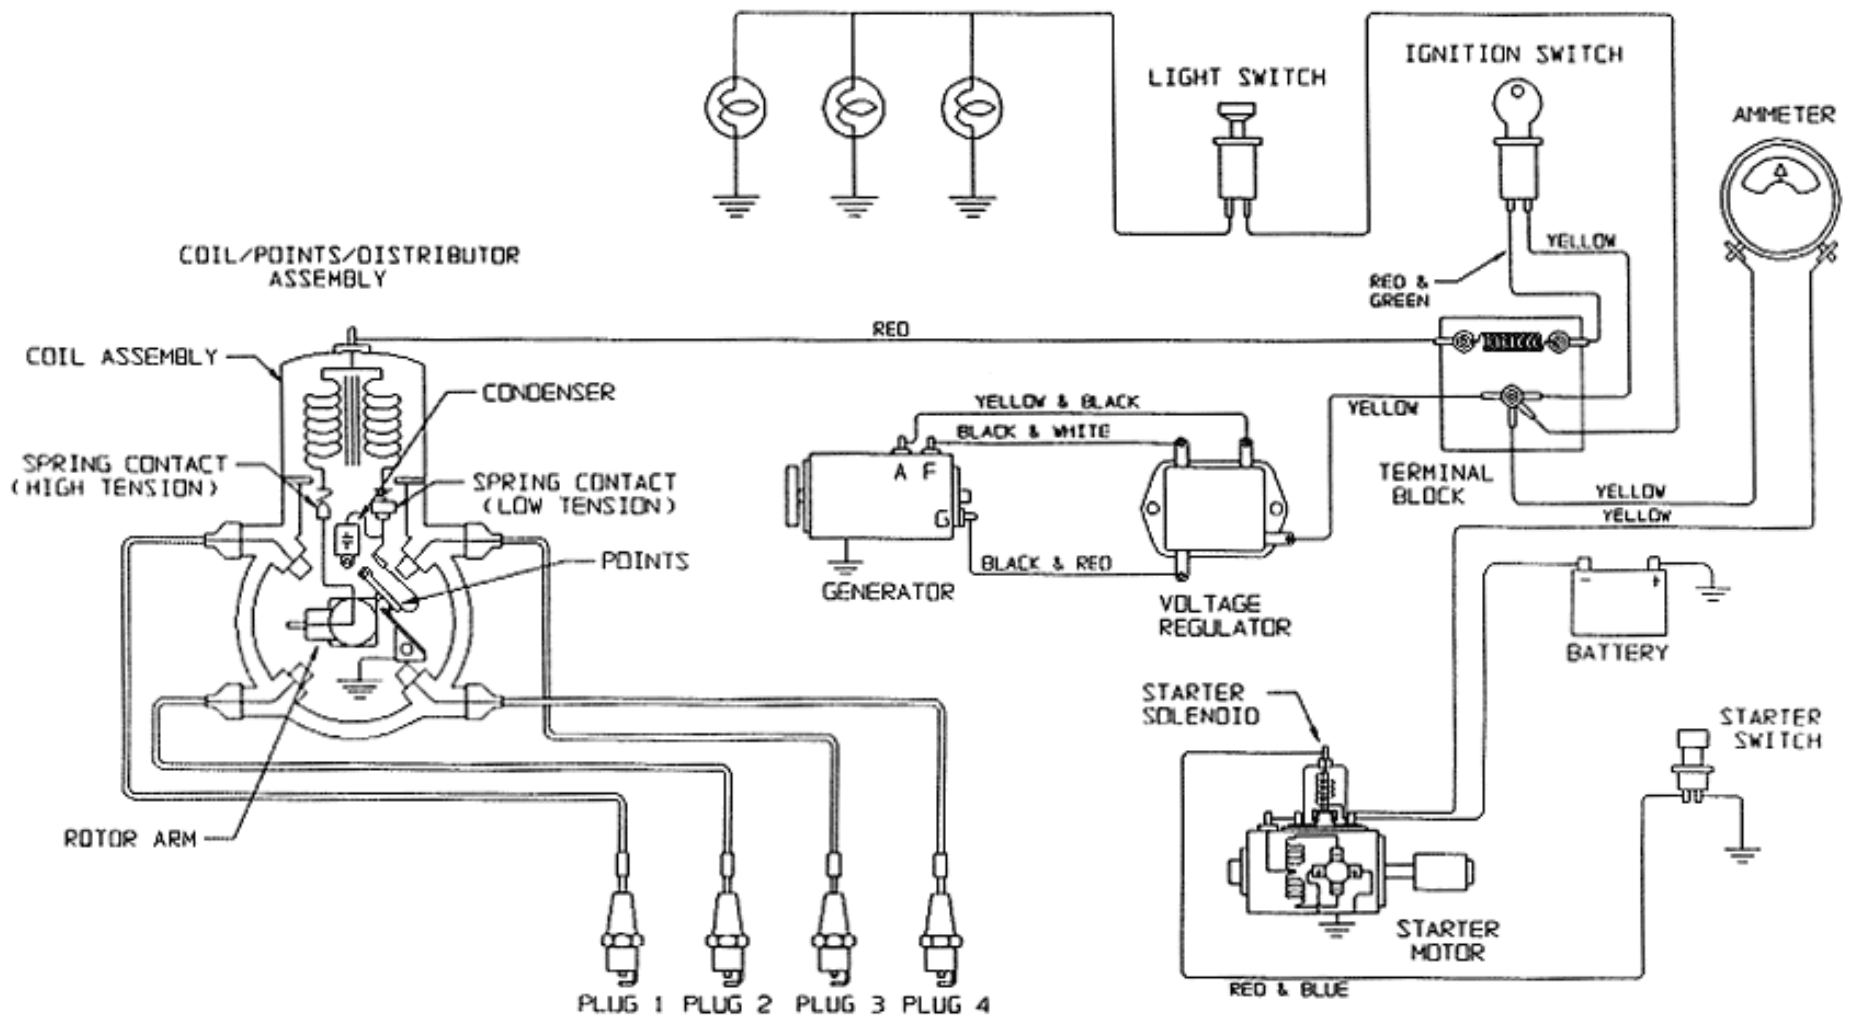 IGNITION SWITCH
LIGHT SWITCH
AMMETER
YELLOW
RED &
GREEN
COIL/POINTS/DISTRIBUTOR
ASSEMBLY
RED
COIL ASSEMBLY
CONDENSER
YELLOW & BLACK
BLACK & WHITE
YELLOW
SPRING CONTACT
(HIGH TENSION)
SPRING CONTACT
(LOW TENSION)
A F
G
TERMINAL
BLOCK
YELLOW
YELLOW
POINTS
BLACK & RED
GENERATOR
VOLTAGE
REGULATOR
- +
BATTERY
STARTER
SOLENOID
STARTER
SWITCH
ROTOR ARM
STARTER
MOTOR
RED & BLUE
PLUG 1 PLUG 2 PLUG 3 PLUG 4